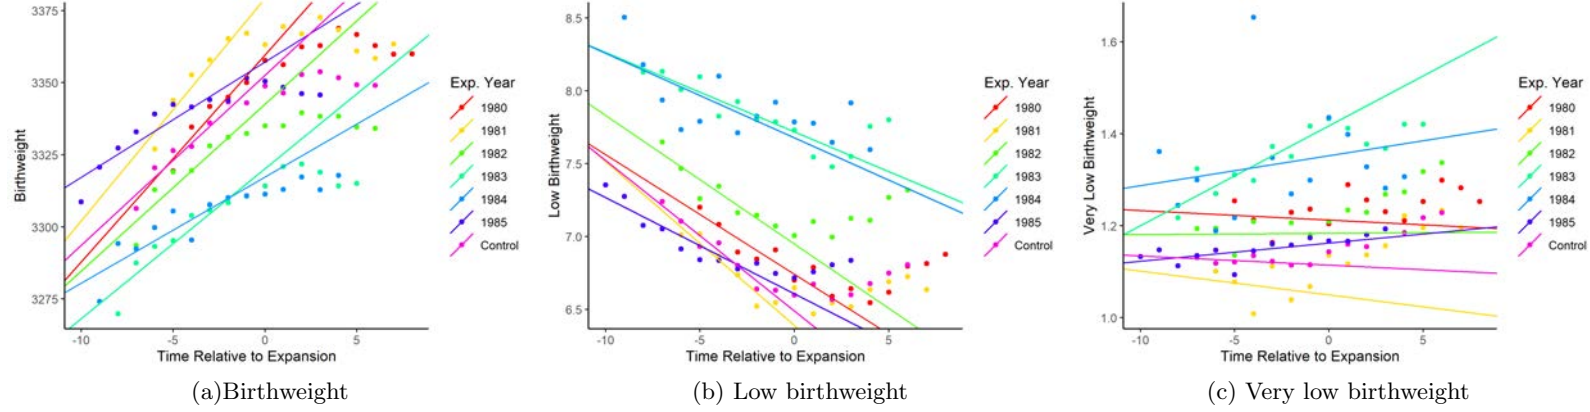 3375
3350
3325
3300
3275
Birthweight
-10 -5 0 5
Time Relative to Expansion
Exp. Year
1980
1981
1982
1983
1984
1985
Control
(a)Birthweight
8.5
8.0
7.5
7.0
6.5
Low Birthweight
-10 -5 0 5
Time Relative to Expansion
Exp. Year
1980
1981
1982
1983
1984
1985
Control
(b) Low birthweight
1.6
1.4
1.2
1.0
Very Low Birthweight
-10 -5 0 5
Time Relative to Expansion
Exp. Year
1980
1981
1982
1983
1984
1985
Control
(c) Very low birthweight